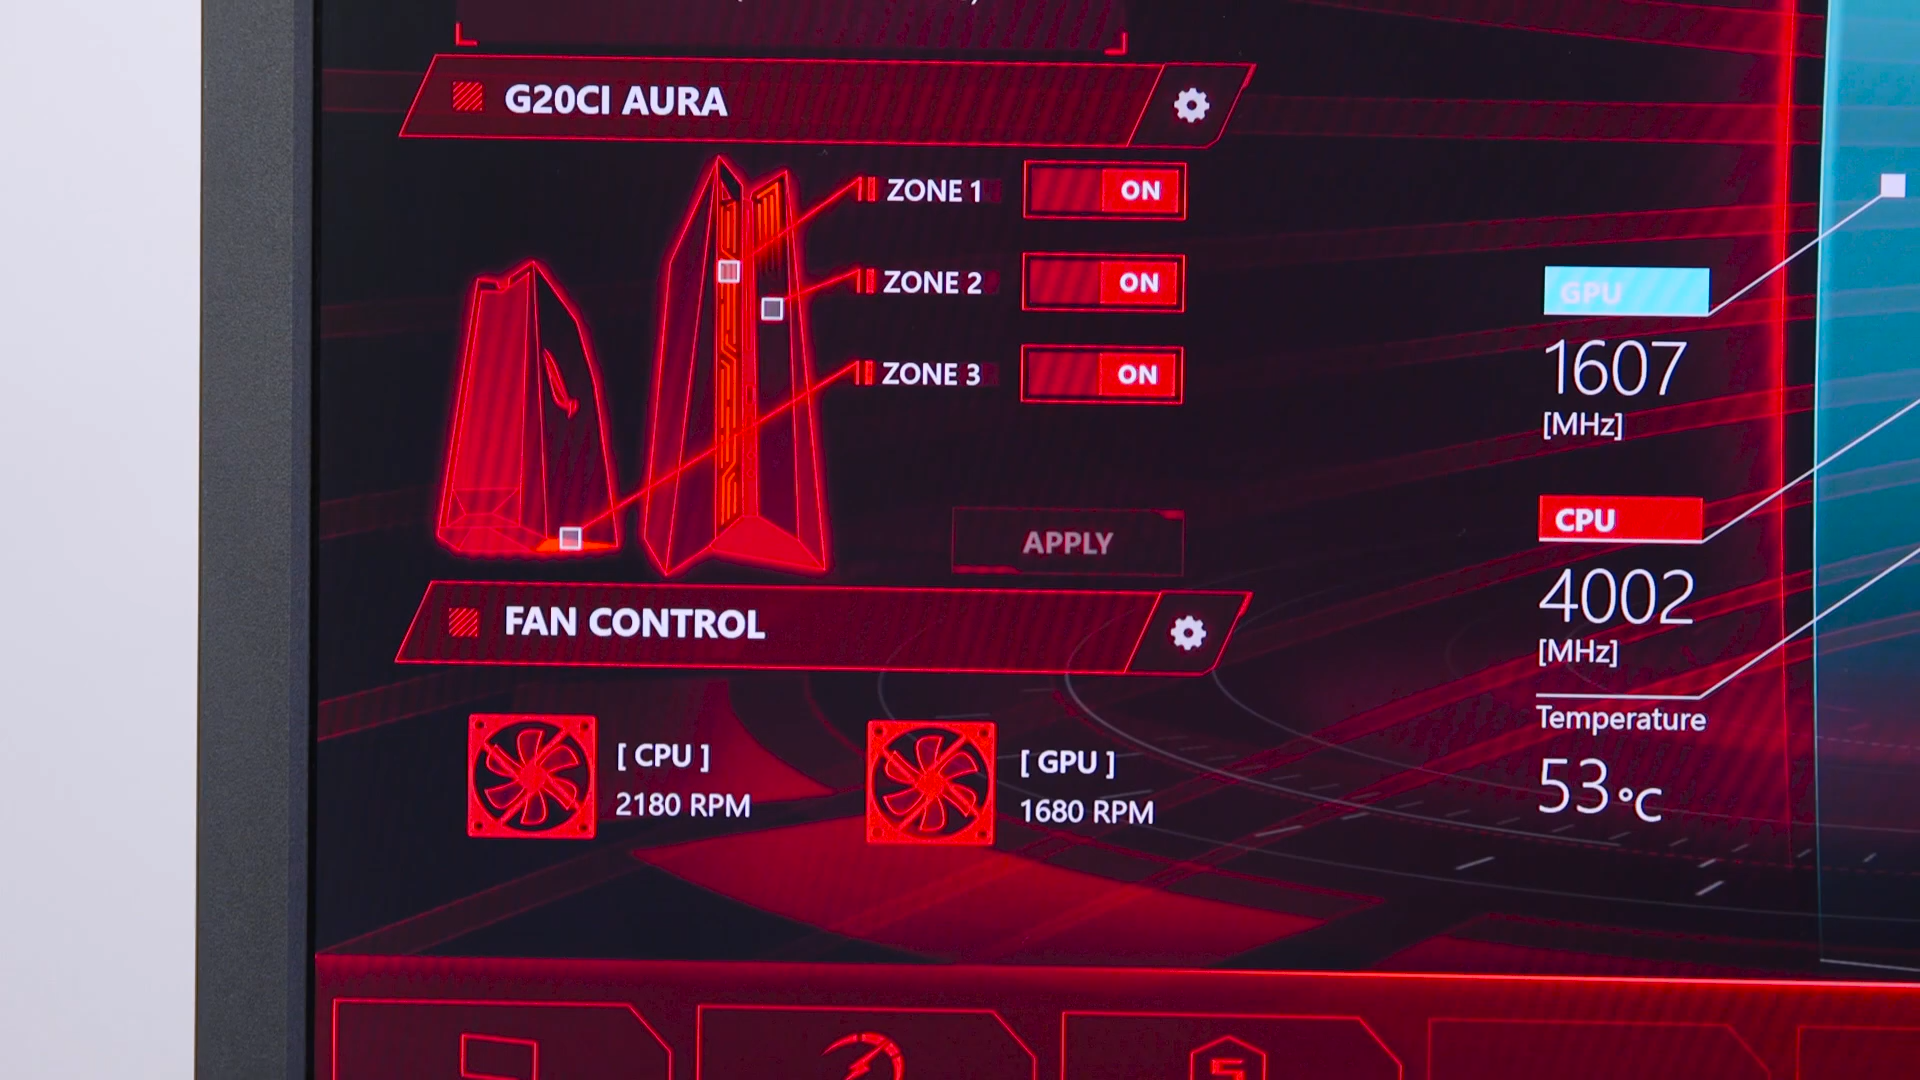 G20CI AURA
ZONE 1
ON
ZONE 2
ON
ZONE 3
ON
APPLY
FAN CONTROL
[ CPU ]
2180 RPM
[ GPU ]
1680 RPM
GPU
1607
[MHz]
CPU
4002
[MHz]
Temperature
53°C